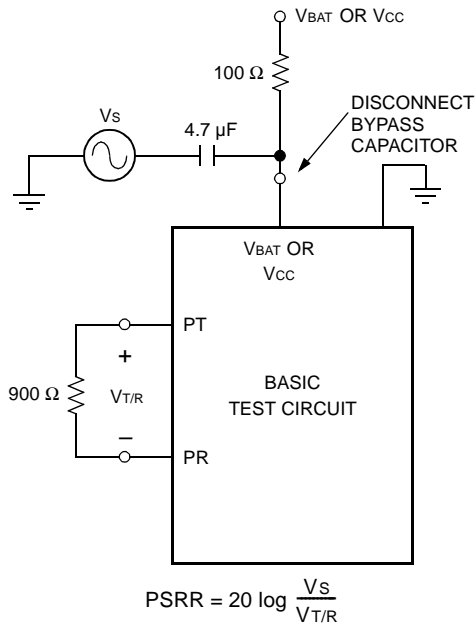 VBAT OR VCC
100 Ω
DISCONNECT
BYPASS
CAPACITOR
VS
4.7 µF
VBAT OR
VCC
PT
+
900 Ω
VT/R
BASIC
TEST CIRCUIT
–
PR
PSRR = 20 log VS
VT/R